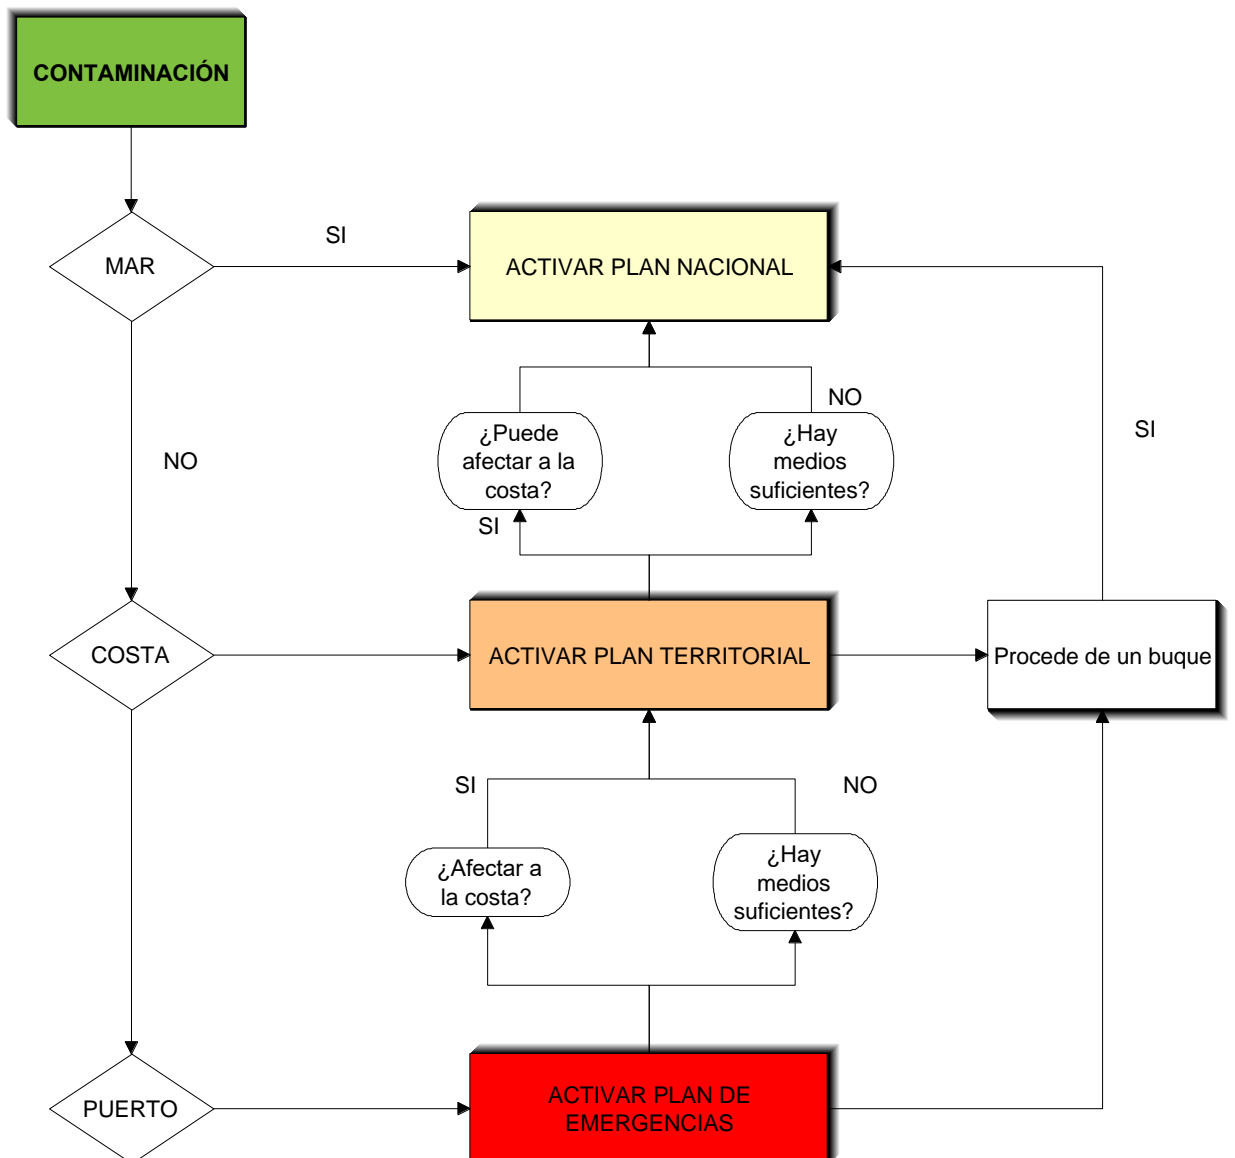 CONTAMINACIÓN
SI
MAR
ACTIVAR PLAN NACIONAL
NO
¿Puede
afectar a la
costa?
¿Hay
medios
suficientes?
SI
NO
SI
COSTA
ACTIVAR PLAN TERRITORIAL
Procede de un buque
SI
NO
¿Afectar a
la costa?
¿Hay
medios
suficientes?
PUERTO
ACTIVAR PLAN DE
EMERGENCIAS